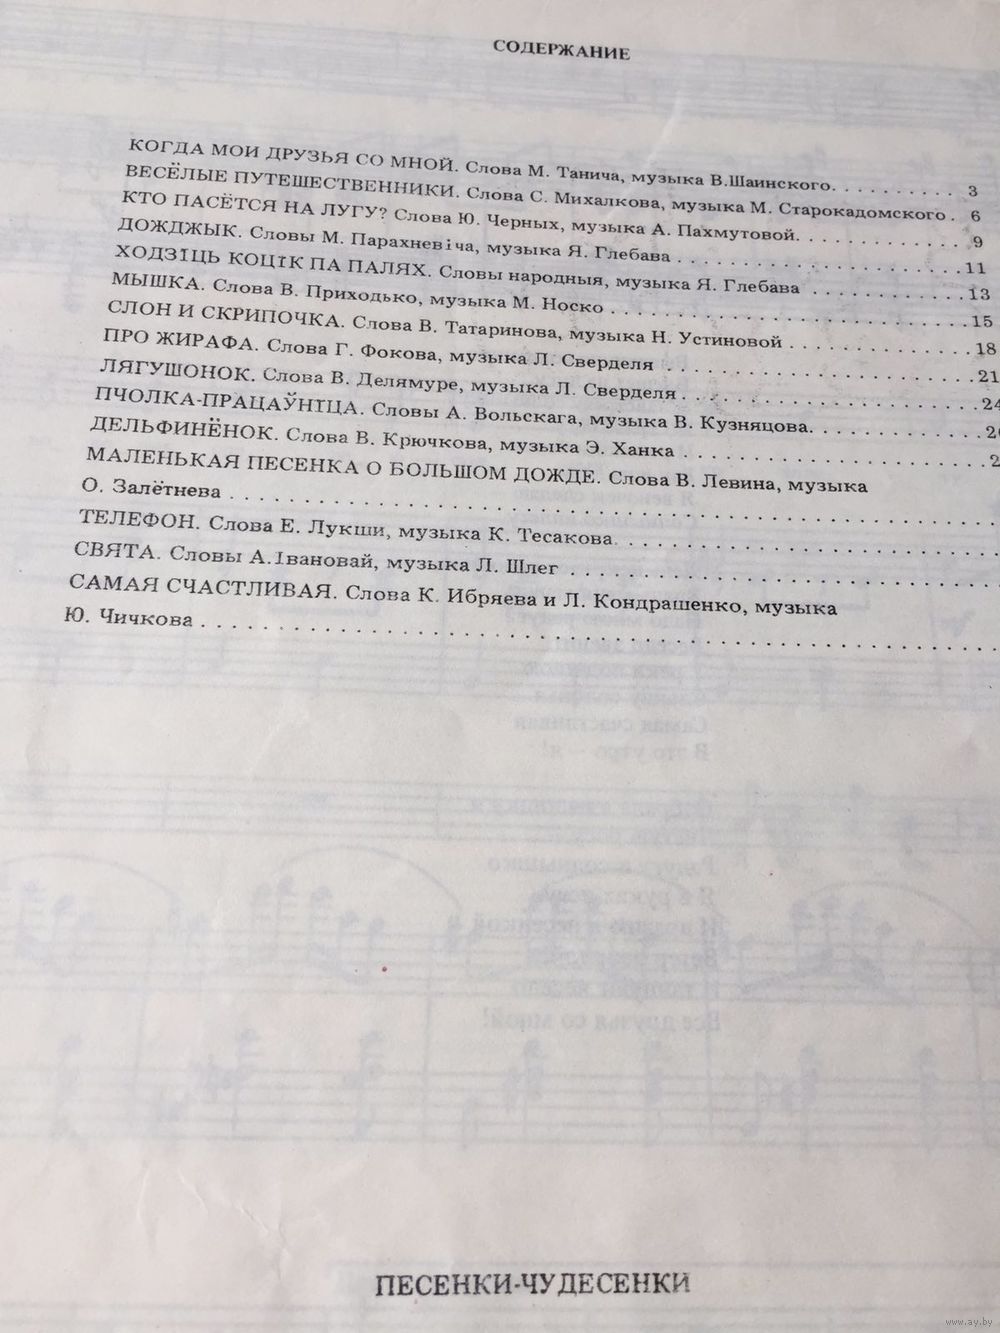 СОДЕРЖАНИЕ
КОГДА МОИ ДРУЗЬЯ СО МНОЙ. Слова М. Танича, музыка В.Шаинского. . . . . . . . . . 3
ВЕСЁЛЫЕ ПУТЕШЕСТВЕННИКИ. Слова С. Михалкова, музыка М. Старокадомского . 6
КТО ПАСЁТСЯ НА ЛУГУ? Слова Ю. Черных, музыка А. Пахмутовой. . . . . . . . . . . . . 9
ДОЖДЖЫК. Словы М. Парахневіча, музыка Я. Глебава . . . . . . . . . . . . . . . . . . . . . 11
ХОДЗІЦЬ КОЦІК ПА ПАЛЯХ. Словы народныя, музыка Я. Глебава . . . . . . . . . . . . 13
МЫШКА. Слова В. Приходько, музыка М. Носко . . . . . . . . . . . . . . . . . . . . . . . . . 15
СЛОН И СКРИПОЧКА. Слова В. Татаринова, музыка Н. Устиновой . . . . . . . . . . . . 18
ПРО ЖИРАФА. Слова Г. Фокова, музыка Л. Сверделя . . . . . . . . . . . . . . . . . . . . . 21
ЛЯГУШОНОК. Слова В. Делямуре, музыка Л. Сверделя . . . . . . . . . . . . . . . . . . . . 24
ПЧОЛКА-ПРАЦАЎНІЦА. Словы А. Вольскага, музыка В. Кузняцова. . . . . . . . . . . .
ДЕЛЬФИНЁНОК. Слова В. Крючкова, музыка Э. Ханка . . . . . . . . . . . . . . . . . . . .
МАЛЕНЬКАЯ ПЕСЕНКА О БОЛЬШОМ ДОЖДЕ. Слова В. Левина, музыка
О. Залётнева . . . . . . . . . . . . . . . . . . . . . . . . . . . . . . . . . . . . . . . . . . . . . . .
ТЕЛЕФОН. Слова Е. Лукши, музыка К. Тесакова. . . . . . . . . . . . . . . . . . . . . . . .
СВЯТА. Словы А.Івановай, музыка Л. Шлег . . . . . . . . . . . . . . . . . . . . . . . . . . .
САМАЯ СЧАСТЛИВАЯ. Слова К. Ибряева и Л. Кондрашенко, музыка
Ю. Чичкова . . . . . . . . . . . . . . . . . . . . . . . . . . . . . . . . . . . . . . . . . . . . . . . .
ПЕСЕНКИ-ЧУДЕСЕНКИ
www.ay.by